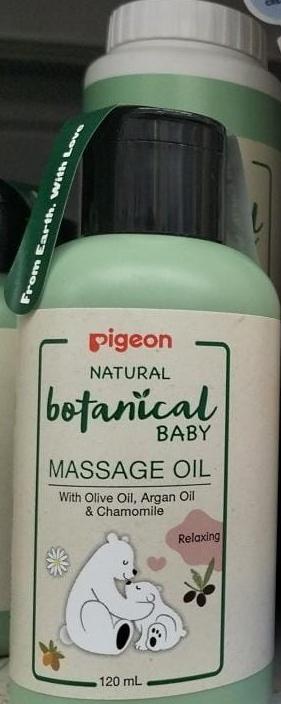 From Earth. With Love
pigeon
NATURAL
botanical
BABY
MASSAGE OIL
With Olive Oil, Argan Oil
& Chamomile
Relaxing
120 mL